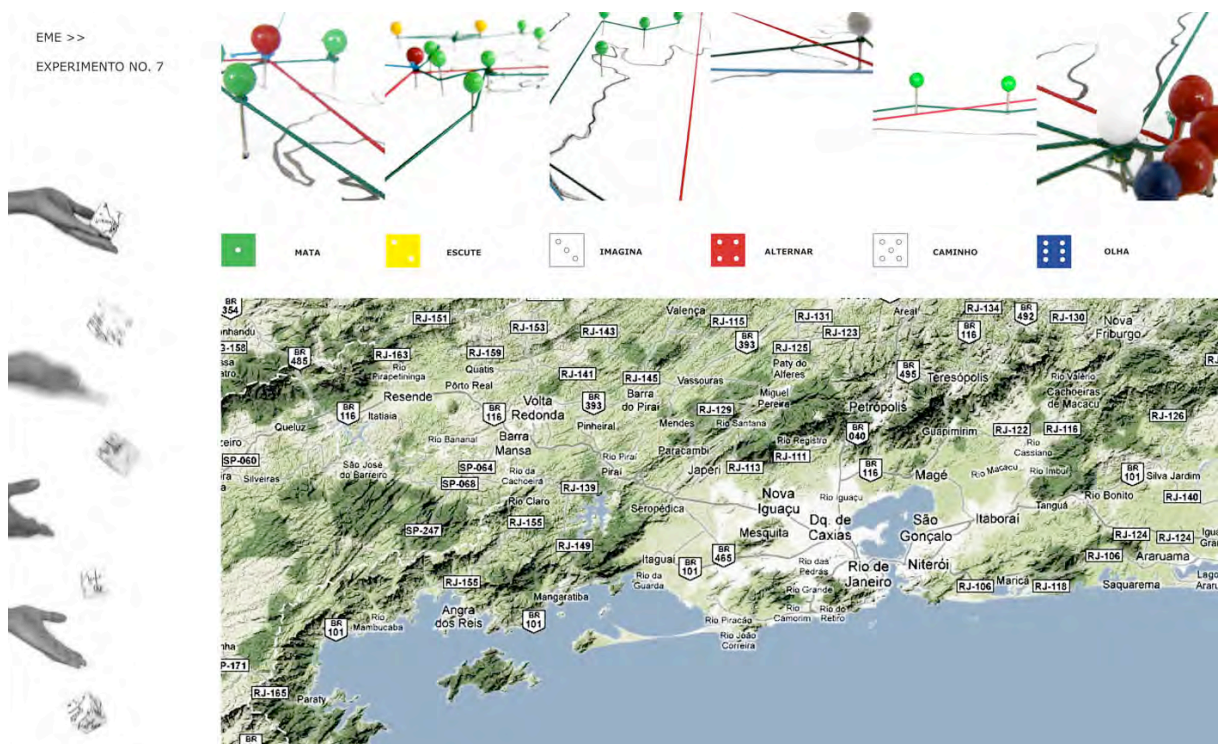 EME >>
EXPERIMENTO NO. 7
MATA
ESCUTE
IMAGINA
ALTERNAR
CAMINHO
OLHA
BR
354
RJ-151
RJ-153
RJ-143
Valença
RJ-115
BR
393
RJ-131
RJ-123
Areal
BR
116
RJ-134
BR
492
RJ-130
Nova
Friburgo
BR
485
RJ-163
Rio
Pirapetininga
RJ-159
Quatis
RJ-141
RJ-145
RJ-125
Paty do
Alferes
BR
495
Teresópolis
Rio Valério
Cachoeiras
de Macacu
Pôrto Real
Resende
Volta
Redonda
BR
393
Barra
do Piraí
Vassouras
Miguel
Pereira
Petrópolis
BR
116
Itatiaia
BR
116
Pinheiral
RJ-129
Rio Santana
Mendes
BR
040
Guapimirim
RJ-122
RJ-116
RJ-126
Queluz
Rio Bananal
Barra
Mansa
Paracambi
Rio Registro
RJ-111
Rio
Cassiano
SP-060
Silveiras
São José
do Barreiro
SP-064
SP-068
Rio da
Cachoeira
Rio Piraí
Piraí
Japeri
RJ-113
BR
116
Magé
Rio Macacu
Rio Imbuí
BR
101
Silva Jardim
RJ-139
Rio Claro
Nova
Iguaçu
Rio Iguaçu
Tanguá
Rio Bonito
RJ-140
SP-247
RJ-155
Seropédica
Mesquita
Dq. de
Caxias
São
Gonçalo
Itaboraí
RJ-149
Itaguaí
BR
465
BR
101
Rio das
Pedras
Rio de
Janeiro
Niterói
RJ-124
RJ-124
RJ-106
Araruama
RJ-155
Rio da
Guarda
Mangaratiba
Rio Grande
RJ-106
Maricá
RJ-118
Saquarema
BR
101
Rio
Mambucaba
Angra
dos Reis
BR
101
Rio Piracão
Rio
Camorim
Rio do
Retiro
Rio João
Correira
RJ-165
Paraty
BR
101